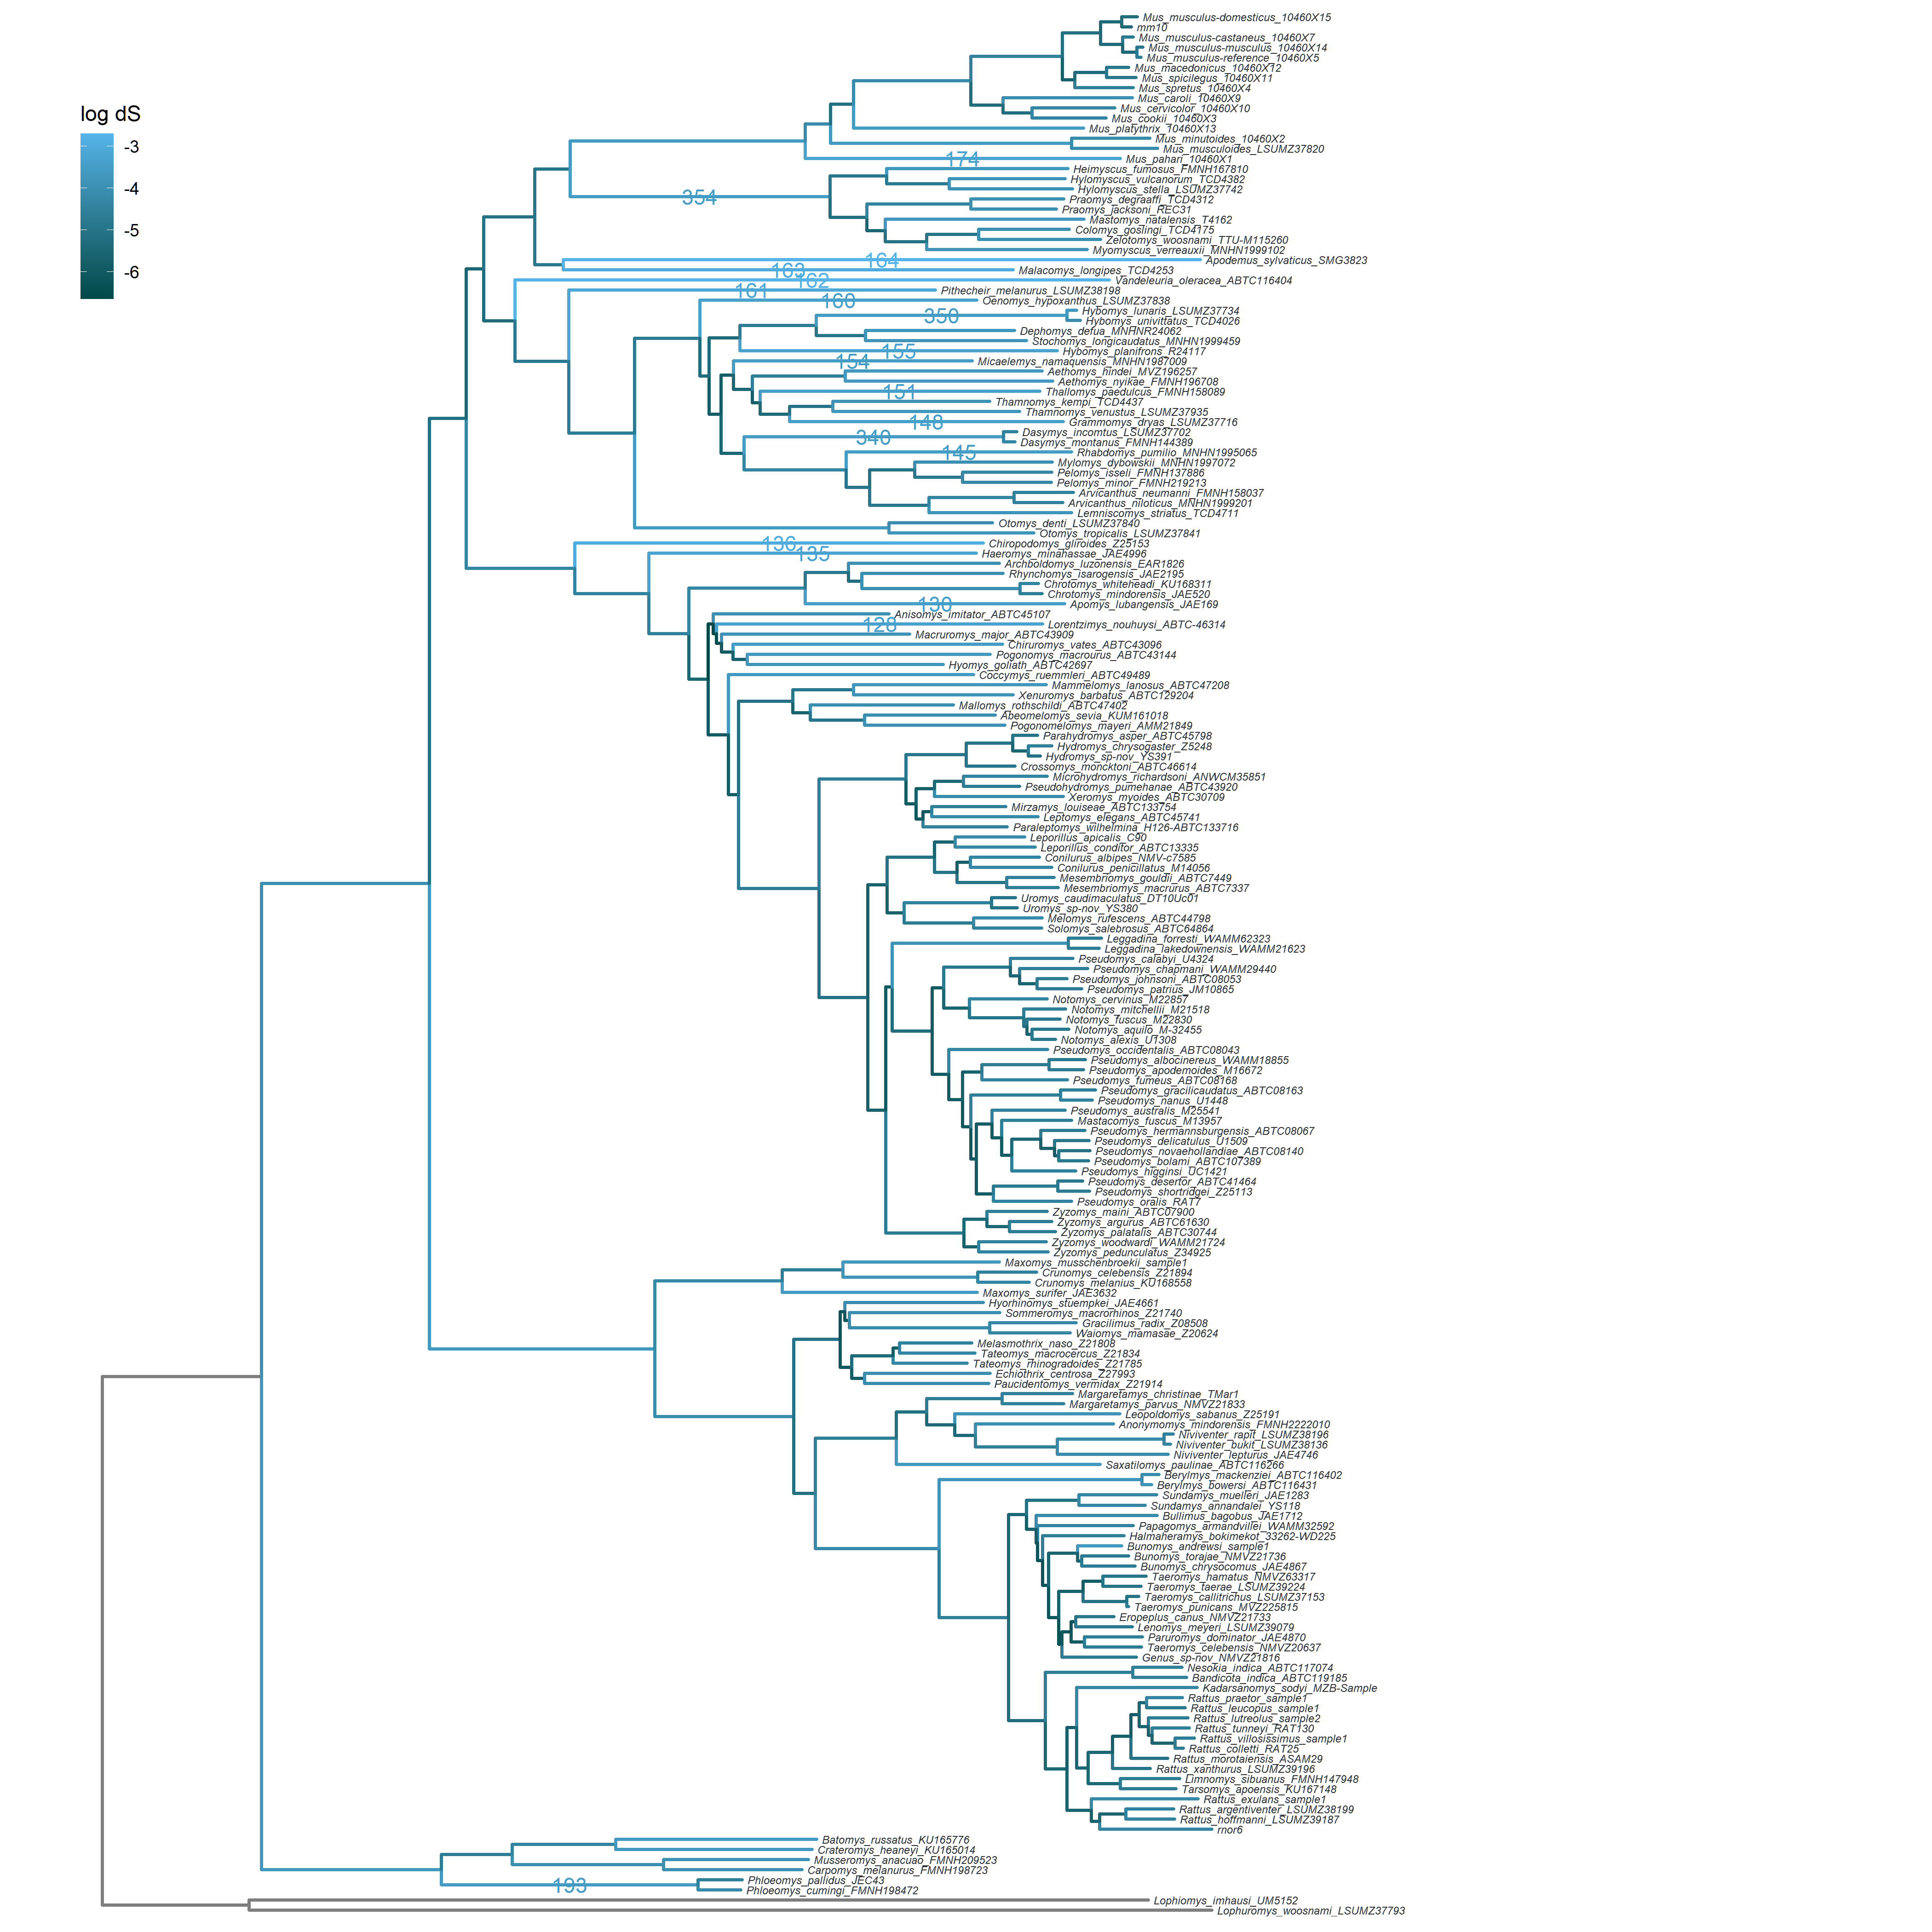 Mus_musculus-domesticus_10460X15
mm10
Mus_musculus-castaneus_10460X7
Mus_musculus-musculus_10460X14
Mus_musculus-reference_10460X5
Mus_macedonicus_10460X12
Mus_spicilegus_10460X11
Mus_spretus_10460X4
Mus_caroli_10460X9
Mus_cervicolor_10460X10
log dS
Mus_cookii_10460X3
Mus_platythrix_10460X13
Mus_minutoides_10460X2
-3
Mus_musculoides_LSUMZ37820
174
Mus_pahari_10460X1
Heimyscus_fumosus_FMNH167810
Hylomyscus_vulcanorum_TCD4382
-4
Hylomyscus_stella_LSUMZ37742
354
Praomys_degraaffi_TCD4312
Praomys_jacksoni_REC31
Mastomys_natalensis_T4162
-5
Colomys_goslingi_TCD4175
Zelotomys_woosnami_TTU-M115260
Myomyscus_verreauxii_MNHN1999102
164
Apodemus_sylvaticus_SMG3823
-6
163
Malacomys_longipes_TCD4253
162
Vandeleuria_oleracea_ABTC116404
161
Pithecheir_melanurus_LSUMZ38198
160
Oenomys_hypoxanthus_LSUMZ37838
Hybomys_lunaris_LSUMZ37734
350
Hybomys_univittatus_TCD4026
Dephomys_defua_MNHNR24062
Stochomys_longicaudatus_MNHN1999459
155
Hybomys_planifrons_R24117
154
Micaelemys_namaquensis_MNHN1987009
Aethomys_hindei_MVZ196257
Aethomys_nyikae_FMNH196708
151
Thallomys_paedulcus_FMNH158089
Thamnomys_kempi_TCD4437
Thamnomys_venustus_LSUMZ37935
148
Grammomys_dryas_LSUMZ37716
Dasymys_incomtus_LSUMZ37702
340
Dasymys_montanus_FMNH144389
145
Rhabdomys_pumilio_MNHN1995065
Mylomys_dybowskii_MNHN1997072
Pelomys_isseli_FMNH137886
Pelomys_minor_FMNH219213
Arvicanthus_neumanni_FMNH158037
Arvicanthus_niloticus_MNHN1999201
Lemniscomys_striatus_TCD4711
Otomys_denti_LSUMZ37840
Otomys_tropicalis_LSUMZ37841
136
Chiropodomys_gliroides_Z25153
135
Haeromys_minahassae_JAE4996
Archboldomys_luzonensis_EAR1826
Rhynchomys_isarogensis_JAE2195
Chrotomys_whiteheadi_KU168311
Chrotomys_mindorensis_JAE520
130
Apomys_lubangensis_JAE169
Anisomys_imitator_ABTC45107
128
Lorentzimys_nouhuysi_ABTC-46314
Macruromys_major_ABTC43909
Chiruromys_vates_ABTC43096
Pogonomys_macrourus_ABTC43144
Hyomys_goliath_ABTC42697
Coccymys_ruemmleri_ABTC49489
Mammelomys_lanosus_ABTC47208
Xenuromys_barbatus_ABTC129204
Mallomys_rothschildi_ABTC47402
Abeomelomys_sevia_KUM161018
Pogonomelomys_mayeri_AMM21849
Parahydromys_asper_ABTC45798
Hydromys_chrysogaster_Z5248
Hydromys_sp-nov_YS391
Crossomys_moncktoni_ABTC46614
Microhydromys_richardsoni_ANWCM35851
Pseudohydromys_pumehanae_ABTC43920
Xeromys_myoides_ABTC30709
Mirzamys_louiseae_ABTC133754
Leptomys_elegans_ABTC45741
Paraleptomys_wilhelmina_H126-ABTC133716
Leporillus_apicalis_C90
Leporillus_conditor_ABTC13335
Conilurus_albipes_NMV-c7585
Conilurus_penicillatus_M14056
Mesembriomys_gouldii_ABTC7449
Mesembriomys_macrurus_ABTC7337
Uromys_caudimaculatus_DT10Uc01
Uromys_sp-nov_YS380
Melomys_rufescens_ABTC44798
Solomys_salebrosus_ABTC64864
Leggadina_forresti_WAMM62323
Leggadina_lakedownensis_WAMM21623
Pseudomys_calabyi_U4324
Pseudomys_chapmani_WAMM29440
Pseudomys_johnsoni_ABTC08053
Pseudomys_patrius_JM10865
Notomys_cervinus_M22857
Notomys_mitchellii_M21518
Notomys_fuscus_M22830
Notomys_aquilo_M-32455
Notomys_alexis_U1308
Pseudomys_occidentalis_ABTC08043
Pseudomys_albocinereus_WAMM18855
Pseudomys_apodemoides_M16672
Pseudomys_fumeus_ABTC08168
Pseudomys_gracilicaudatus_ABTC08163
Pseudomys_nanus_U1448
Pseudomys_australis_M25541
Mastacomys_fuscus_M13957
Pseudomys_hermannsburgensis_ABTC08067
Pseudomys_delicatulus_U1509
Pseudomys_novaehollandiae_ABTC08140
Pseudomys_bolami_ABTC107389
Pseudomys_higginsi_UC1421
Pseudomys_desertor_ABTC41464
Pseudomys_shortridgei_Z25113
Pseudomys_oralis_RAT7
Zyzomys_maini_ABTC07900
Zyzomys_argurus_ABTC61630
Zyzomys_palatalis_ABTC30744
Zyzomys_woodwardi_WAMM21724
Zyzomys_pedunculatus_Z34925
Maxomys_musschenbroekii_sample1
Crunomys_celebensis_Z21894
Crunomys_melanius_KU168558
Maxomys_surifer_JAE3632
Hyorhinomys_stuempkei_JAE4661
Sommeromys_macrorhinos_Z21740
Gracilimus_radix_Z08508
Waiomys_mamasae_Z20624
Melasmothrix_naso_Z21808
Tateomys_macrocercus_Z21834
Tateomys_rhinogradoides_Z21785
Echiothrix_centrosa_Z27993
Paucidentomys_vermidax_Z21914
Margaretamys_christinae_TMar1
Margaretamys_parvus_NMVZ21833
Leopoldomys_sabanus_Z25191
Anonymomys_mindorensis_FMNH2222010
Niviventer_rapit_LSUMZ38196
Niviventer_bukit_LSUMZ38136
Niviventer_lepturus_JAE4746
Saxatilomys_paulinae_ABTC116266
Berylmys_mackenziei_ABTC116402
Berylmys_bowersi_ABTC116431
Sundamys_muelleri_JAE1283
Sundamys_annandalei_YS118
Bullimus_bagobus_JAE1712
Papagomys_armandvillei_WAMM32592
Halmaheramys_bokimekot_33262-WD225
Bunomys_andrewsi_sample1
Bunomys_torajae_NMVZ21736
Bunomys_chrysocomus_JAE4867
Taeromys_hamatus_NMVZ63317
Taeromys_taerae_LSUMZ39224
Taeromys_callitrichus_LSUMZ37153
Taeromys_punicans_MVZ225815
Eropeplus_canus_NMVZ21733
Lenomys_meyeri_LSUMZ39079
Paruromys_dominator_JAE4870
Taeromys_celebensis_NMVZ20637
Genus_sp-nov_NMVZ21816
Nesokia_indica_ABTC117074
Bandicota_indica_ABTC119185
Kadarsanomys_sodyi_MZB-Sample
Rattus_praetor_sample1
Rattus_leucopus_sample1
Rattus_lutreolus_sample2
Rattus_tunneyi_RAT130
Rattus_villosissimus_sample1
Rattus_colletti_RAT25
Rattus_morotaiensis_ASAM29
Rattus_xanthurus_LSUMZ39196
Limnomys_sibuanus_FMNH147948
Tarsomys_apoensis_KU167148
Rattus_exulans_sample1
Rattus_argentiventer_LSUMZ38199
Rattus_hoffmanni_LSUMZ39187
rnor6
Batomys_russatus_KU165776
Crateromys_heaneyi_KU165014
Musseromys_anacuao_FMNH209523
Carpomys_melanurus_FMNH198723
Phloeomys_pallidus_JEC43
193
Phloeomys_cumingi_FMNH198472
Lophiomys_imhausi_UM5152
Lophuromys_woosnami_LSUMZ37793